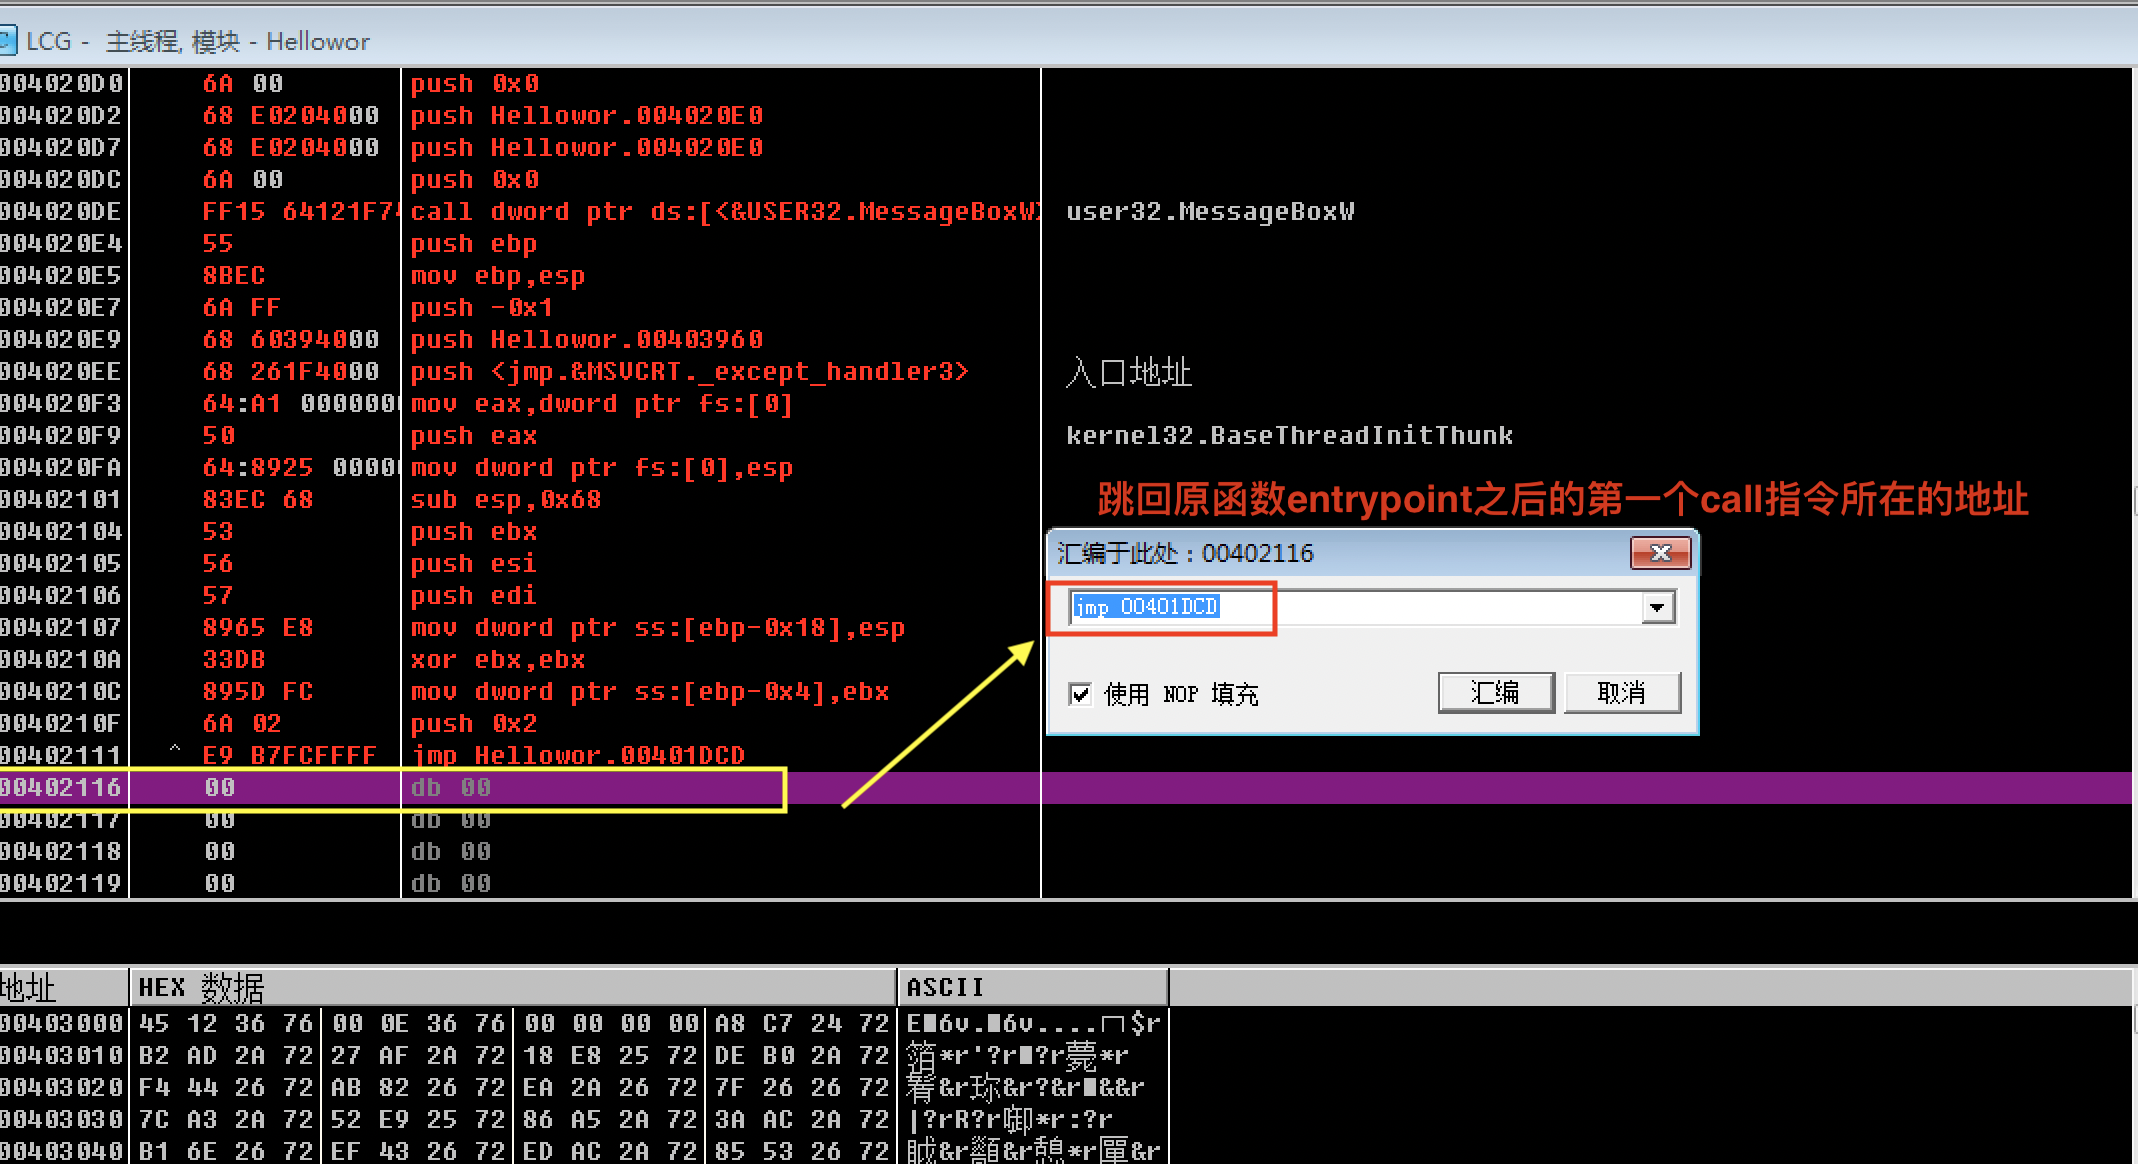 LCG - 主线程, 模块 - Hellowor
004020D0 6A 00 push 0x0
004020D2 68 E0204000 push Hellowor.004020E0
004020D7 68 E0204000 push Hellowor.004020E0
004020DC 6A 00 push 0x0
004020DE FF15 64121F74 call dword ptr ds:[<&USER32.MessageBoxW> user32.MessageBoxW
004020E4 55 push ebp
004020E5 8BEC mov ebp,esp
004020E7 6A FF push -0x1
004020E9 68 60394000 push Hellowor.00403960
004020EE 68 261F4000 push <jmp.&MSVCRT._except_handler3> 入口地址
004020F3 64:A1 0000000 mov eax,dword ptr fs:[0]
004020F9 50 push eax kernel32.BaseThreadInitThunk
004020FA 64:8925 0000 mov dword ptr fs:[0],esp
00402101 83EC 68 sub esp,0x68
跳回原函数entrypoint之后的第一个call指令所在的地址
00402104 53 push ebx
00402105 56 push esi
00402106 57 push edi
00402107 8965 E8 mov dword ptr ss:[ebp-0x18],esp
0040210A 33DB xor ebx,ebx
0040210C 895D FC mov dword ptr ss:[ebp-0x4],ebx
0040210F 6A 02 push 0x2
00402111 ^ E9 B7FCFFFF jmp Hellowor.00401DCD
00402116 00 db 00
00402117 00 db 00
00402118 00 db 00
00402119 00 db 00
汇编于此处：00402116
jmp 00401DCD
使用 NOP 填充 汇编 取消
地址 HEX 数据 ASCII
00403000 45 12 36 76 00 0E 36 76 00 00 00 00 A8 C7 24 72
00403010 B2 AD 2A 72 27 AF 2A 72 18 E8 25 72 DE B0 2A 72
00403020 F4 44 26 72 AB 82 26 72 EA 2A 26 72 7F 26 26 72
00403030 7C A3 2A 72 52 E9 25 72 86 A5 2A 72 3A AC 2A 72
00403040 B1 6E 26 72 EF 43 26 72 ED AC 2A 72 85 53 26 72